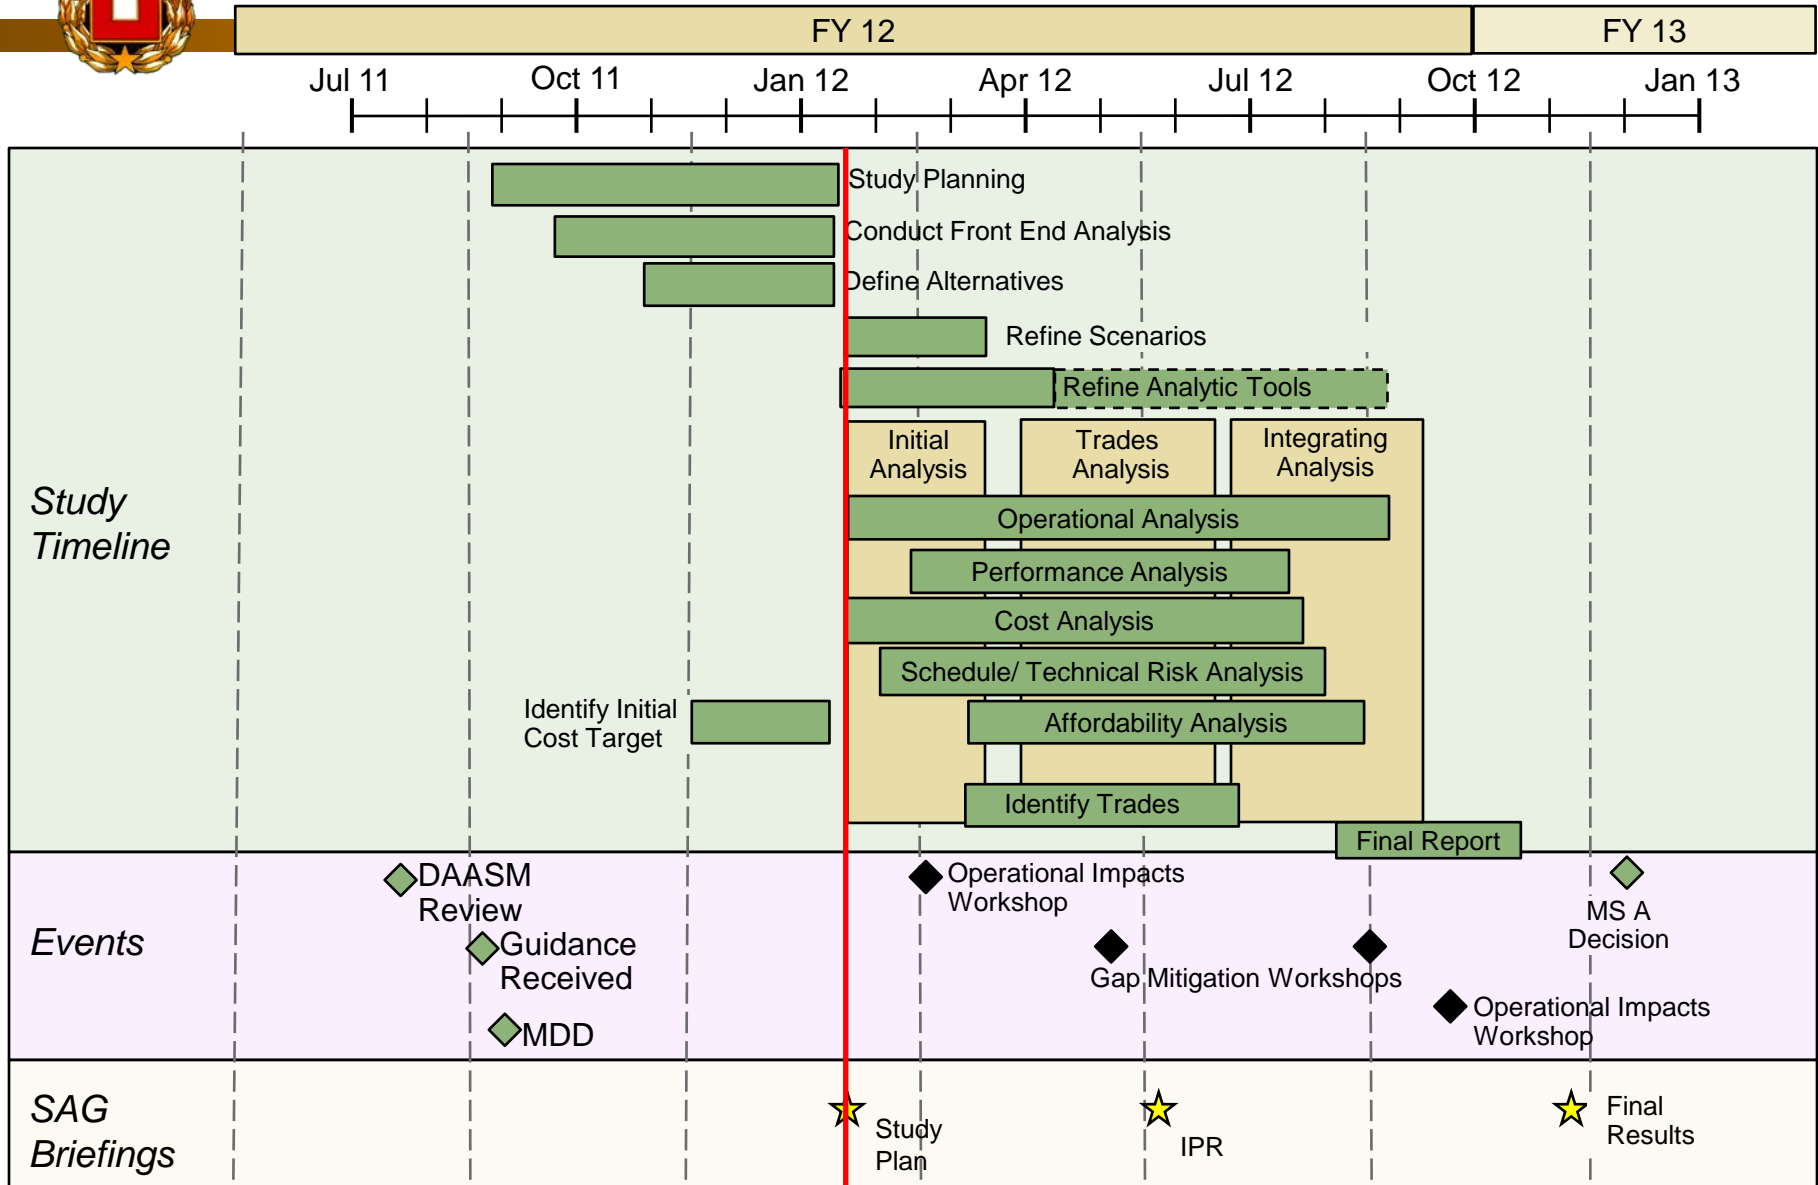 FY 12
FY 13
Jul 11
Oct 11
Jan 12
Apr 12
Jul 12
Oct 12
Jan 13
Study Planning
Conduct Front End Analysis
Define Alternatives
Refine Scenarios
Refine Analytic Tools
Initial
Analysis
Trades
Analysis
Integrating
Analysis
Study
Timeline
Operational Analysis
Performance Analysis
Cost Analysis
Schedule/ Technical Risk Analysis
Identify Initial
Cost Target
Affordability Analysis
Identify Trades
Final Report
Events
DAASM
Review
Guidance
Received
MDD
Operational Impacts
Workshop
Gap Mitigation Workshops
MS A
Decision
Operational Impacts
Workshop
SAG
Briefings
Study
Plan
IPR
Final
Results